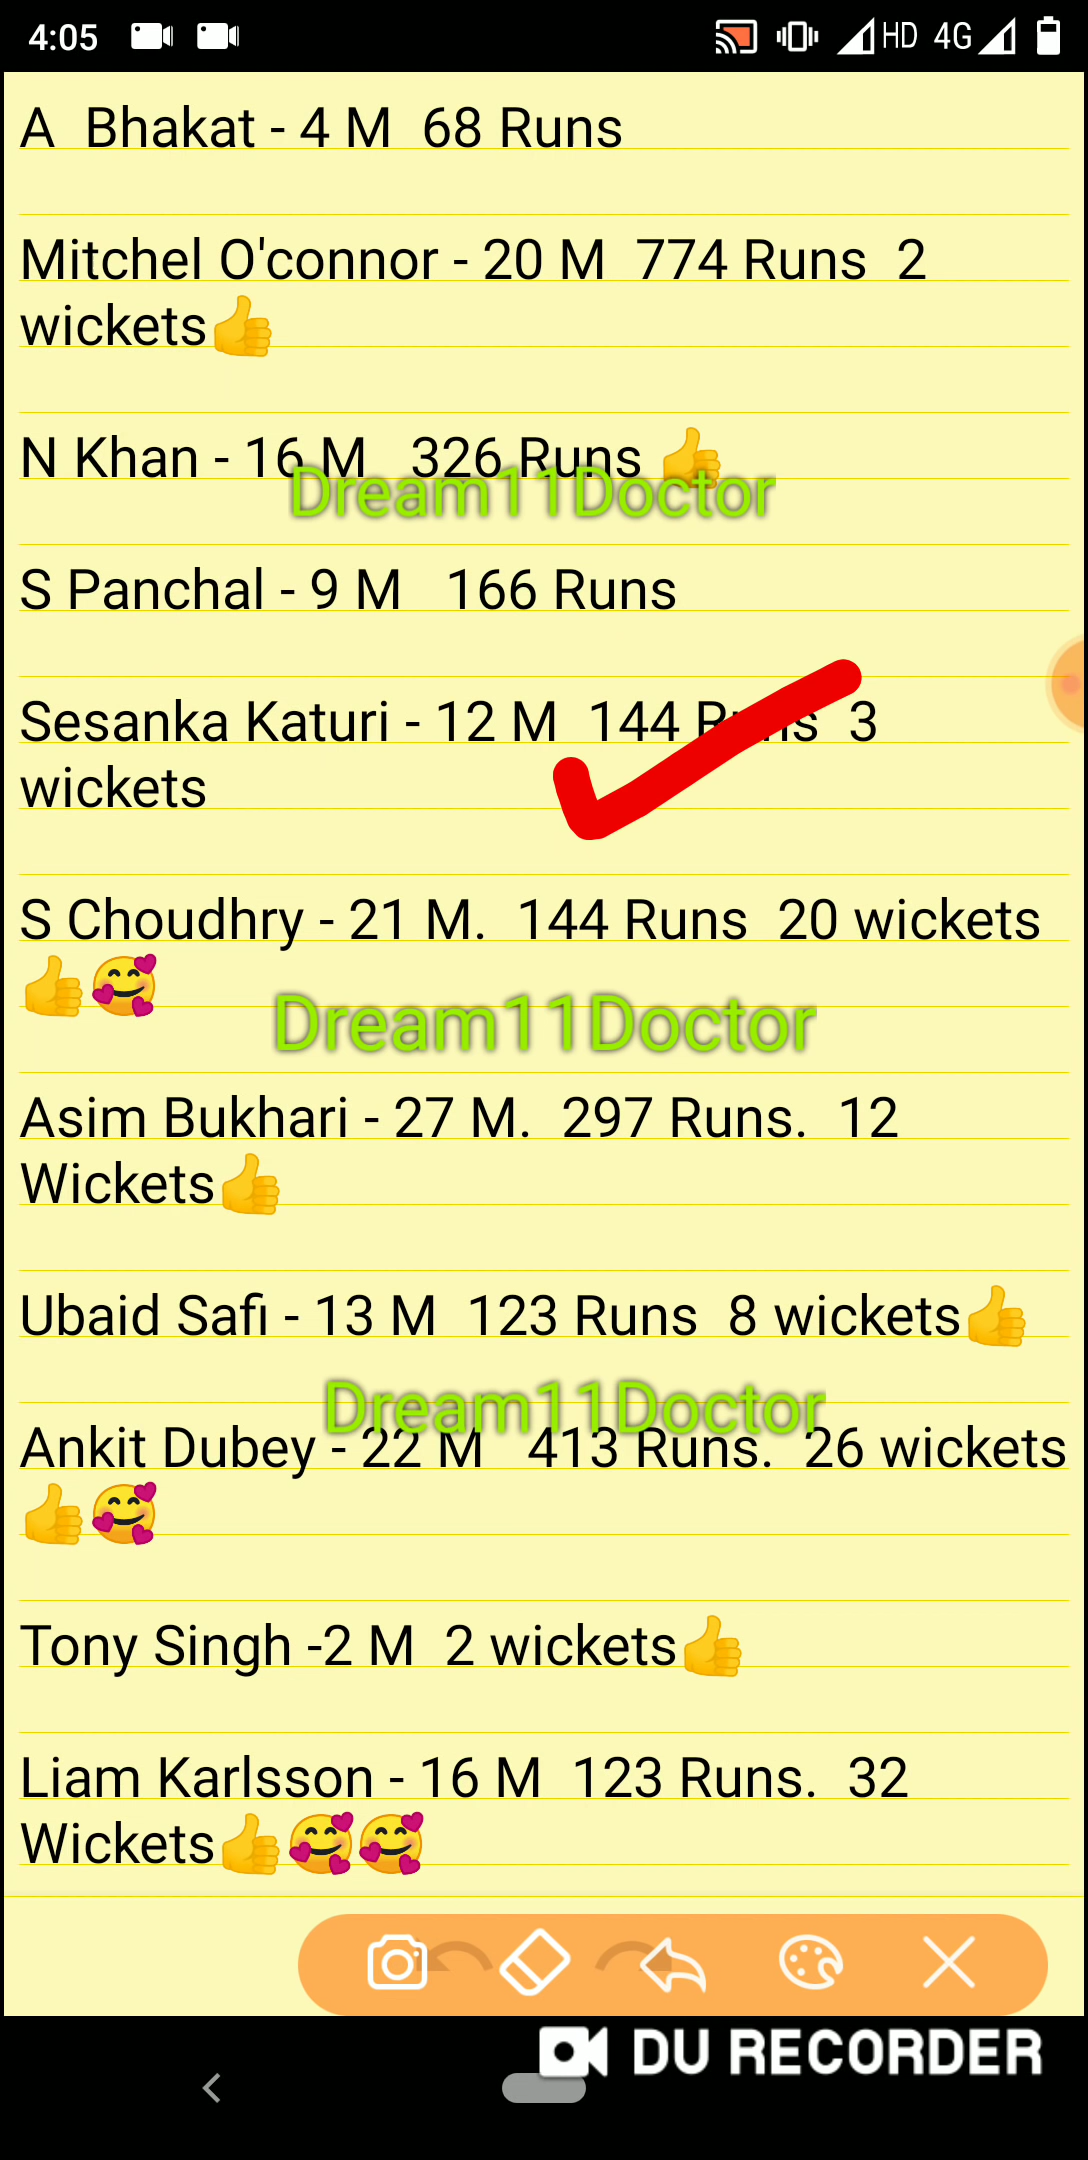 4:05 HD 4G
A Bhakat - 4 M 68 Runs
Mitchel O'connor - 20 M 774 Runs 2
wickets👍
N Khan - 16 M 326 Runs 👍
Dream11Doctor
S Panchal - 9 M 166 Runs
Sesanka Katuri - 12 M 144 Runs 3
wickets
S Choudhry - 21 M. 144 Runs 20 wickets
👍🥰
Dream11Doctor
Asim Bukhari - 27 M. 297 Runs. 12
Wickets👍
Ubaid Safi - 13 M 123 Runs 8 wickets👍
Dream11Doctor
Ankit Dubey - 22 M 413 Runs. 26 wickets
👍🥰
Tony Singh -2 M 2 wickets👍
Liam Karlsson - 16 M 123 Runs. 32
Wickets👍🥰🥰
DU RECORDER